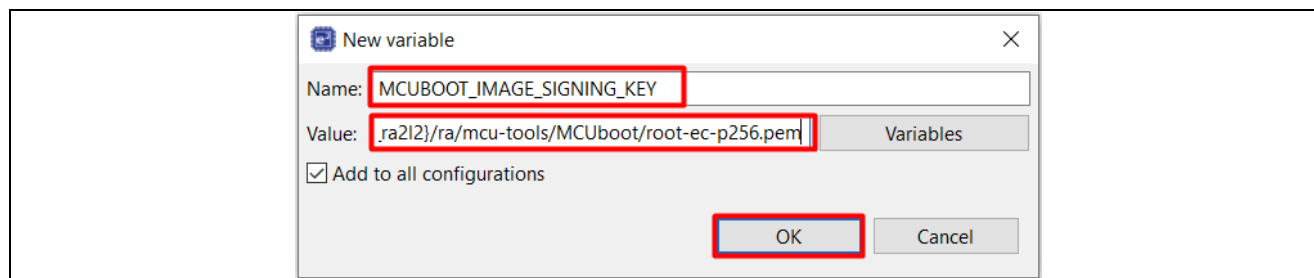 New variable
Name: MCUBOOT_IMAGE_SIGNING_KEY
Value: _ra2l2}/ra/mcu-tools/MCUboot/root-ec-p256.pem Variables
Add to all configurations
OK Cancel